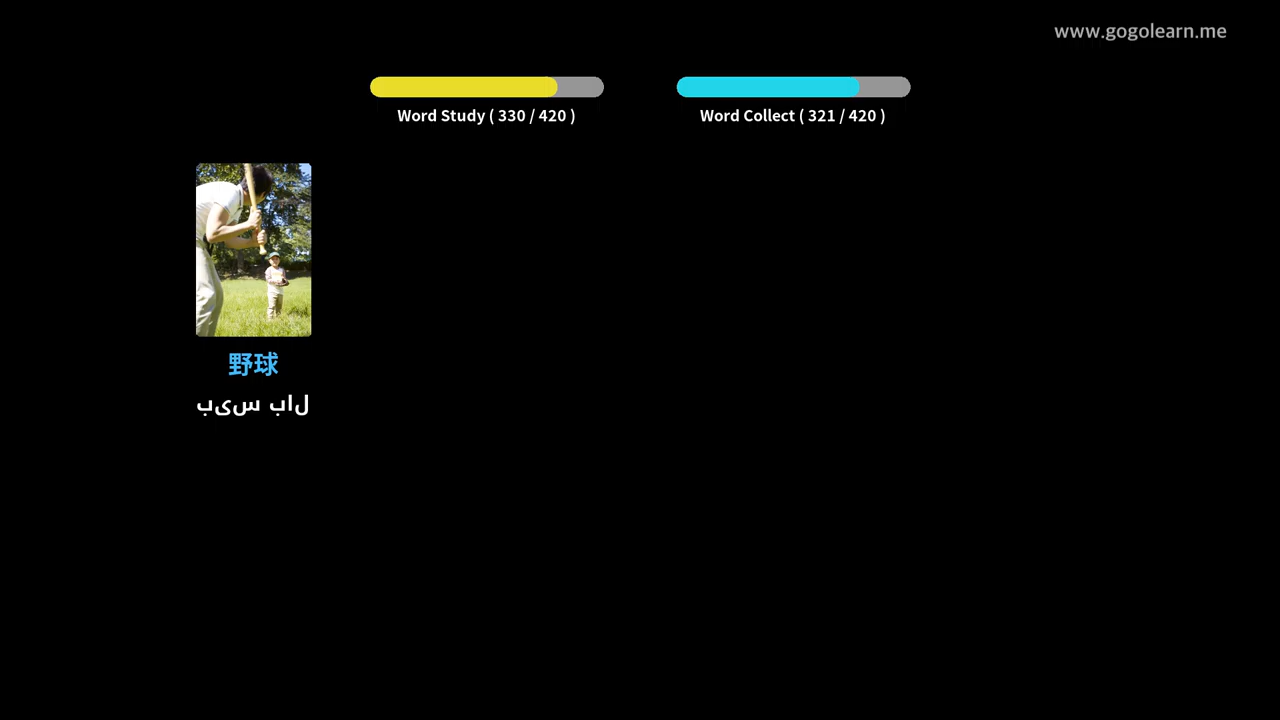 www.gogolearn.me
Word Study ( 330 / 420 )
Word Collect ( 321 / 420 )
野球
بیس بال